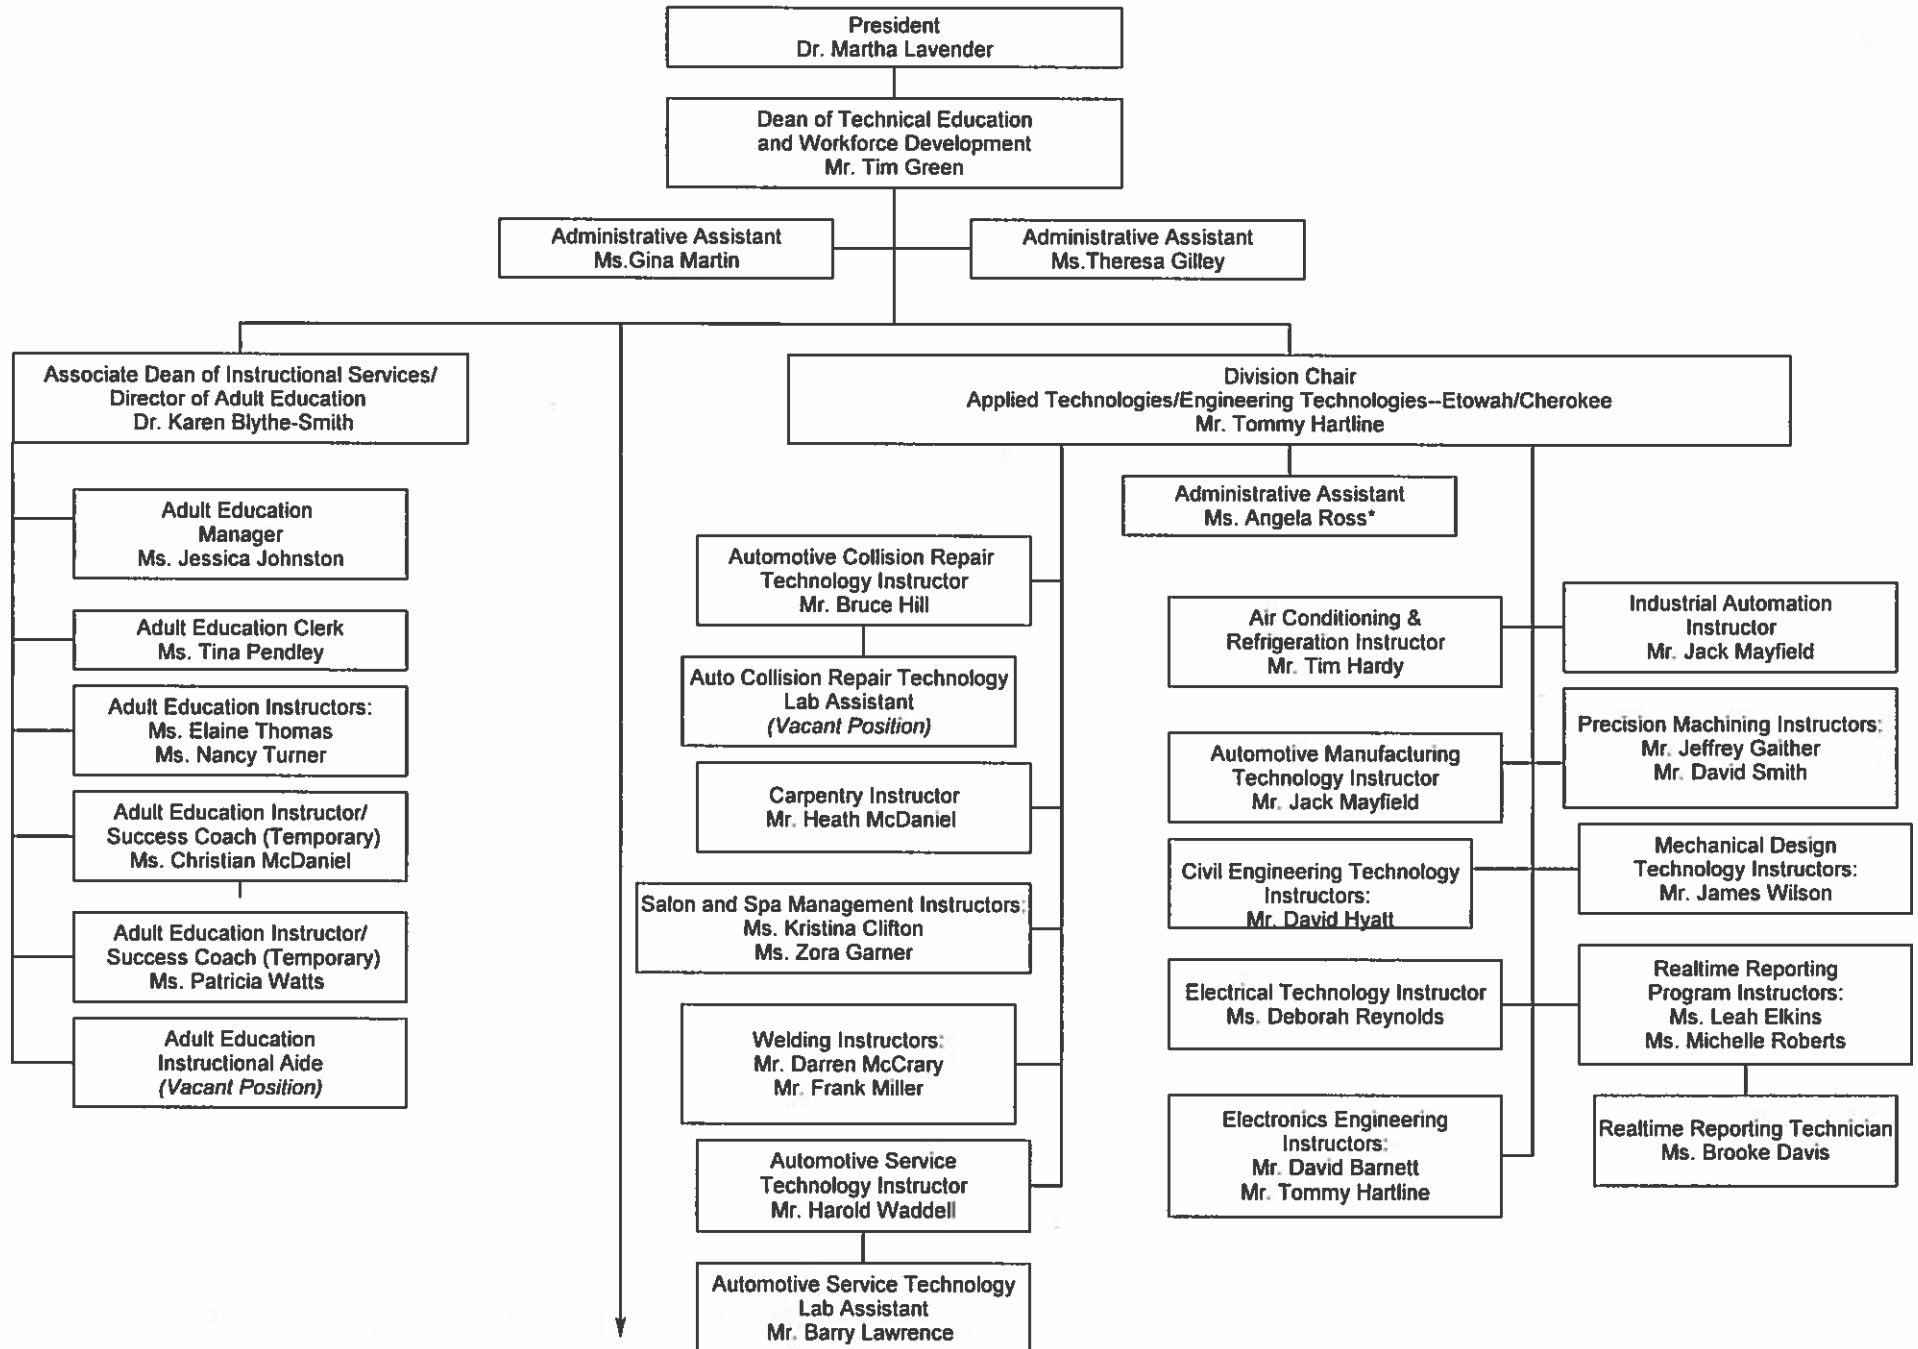 President
Dr. Martha Lavender
Dean of Technical Education
and Workforce Development
Mr. Tim Green
Administrative Assistant
Ms.Gina Martin
Administrative Assistant
Ms.Theresa Gilley
Associate Dean of Instructional Services/
Director of Adult Education
Dr. Karen Blythe-Smith
Adult Education
Manager
Ms. Jessica Johnston
Adult Education Clerk
Ms. Tina Pendley
Adult Education Instructors:
Ms. Elaine Thomas
Ms. Nancy Turner
Adult Education Instructor/
Success Coach (Temporary)
Ms. Christian McDaniel
Adult Education Instructor/
Success Coach (Temporary)
Ms. Patricia Watts
Adult Education
Instructional Aide
(Vacant Position)
Division Chair
Applied Technologies/Engineering Technologies--Etowah/Cherokee
Mr. Tommy Hartline
Administrative Assistant
Ms. Angela Ross*
Automotive Collision Repair
Technology Instructor
Mr. Bruce Hill
Auto Collision Repair Technology
Lab Assistant
(Vacant Position)
Carpentry Instructor
Mr. Heath McDaniel
Salon and Spa Management Instructors:
Ms. Kristina Clifton
Ms. Zora Garner
Welding Instructors:
Mr. Darren McCrary
Mr. Frank Miller
Automotive Service
Technology Instructor
Mr. Harold Waddell
Automotive Service Technology
Lab Assistant
Mr. Barry Lawrence
Air Conditioning &
Refrigeration Instructor
Mr. Tim Hardy
Automotive Manufacturing
Technology Instructor
Mr. Jack Mayfield
Civil Engineering Technology
Instructors:
Mr. David Hyatt
Electrical Technology Instructor
Ms. Deborah Reynolds
Electronics Engineering
Instructors:
Mr. David Barnett
Mr. Tommy Hartline
Industrial Automation
Instructor
Mr. Jack Mayfield
Precision Machining Instructors:
Mr. Jeffrey Gaither
Mr. David Smith
Mechanical Design
Technology Instructors:
Mr. James Wilson
Realtime Reporting
Program Instructors:
Ms. Leah Elkins
Ms. Michelle Roberts
Realtime Reporting Technician
Ms. Brooke Davis